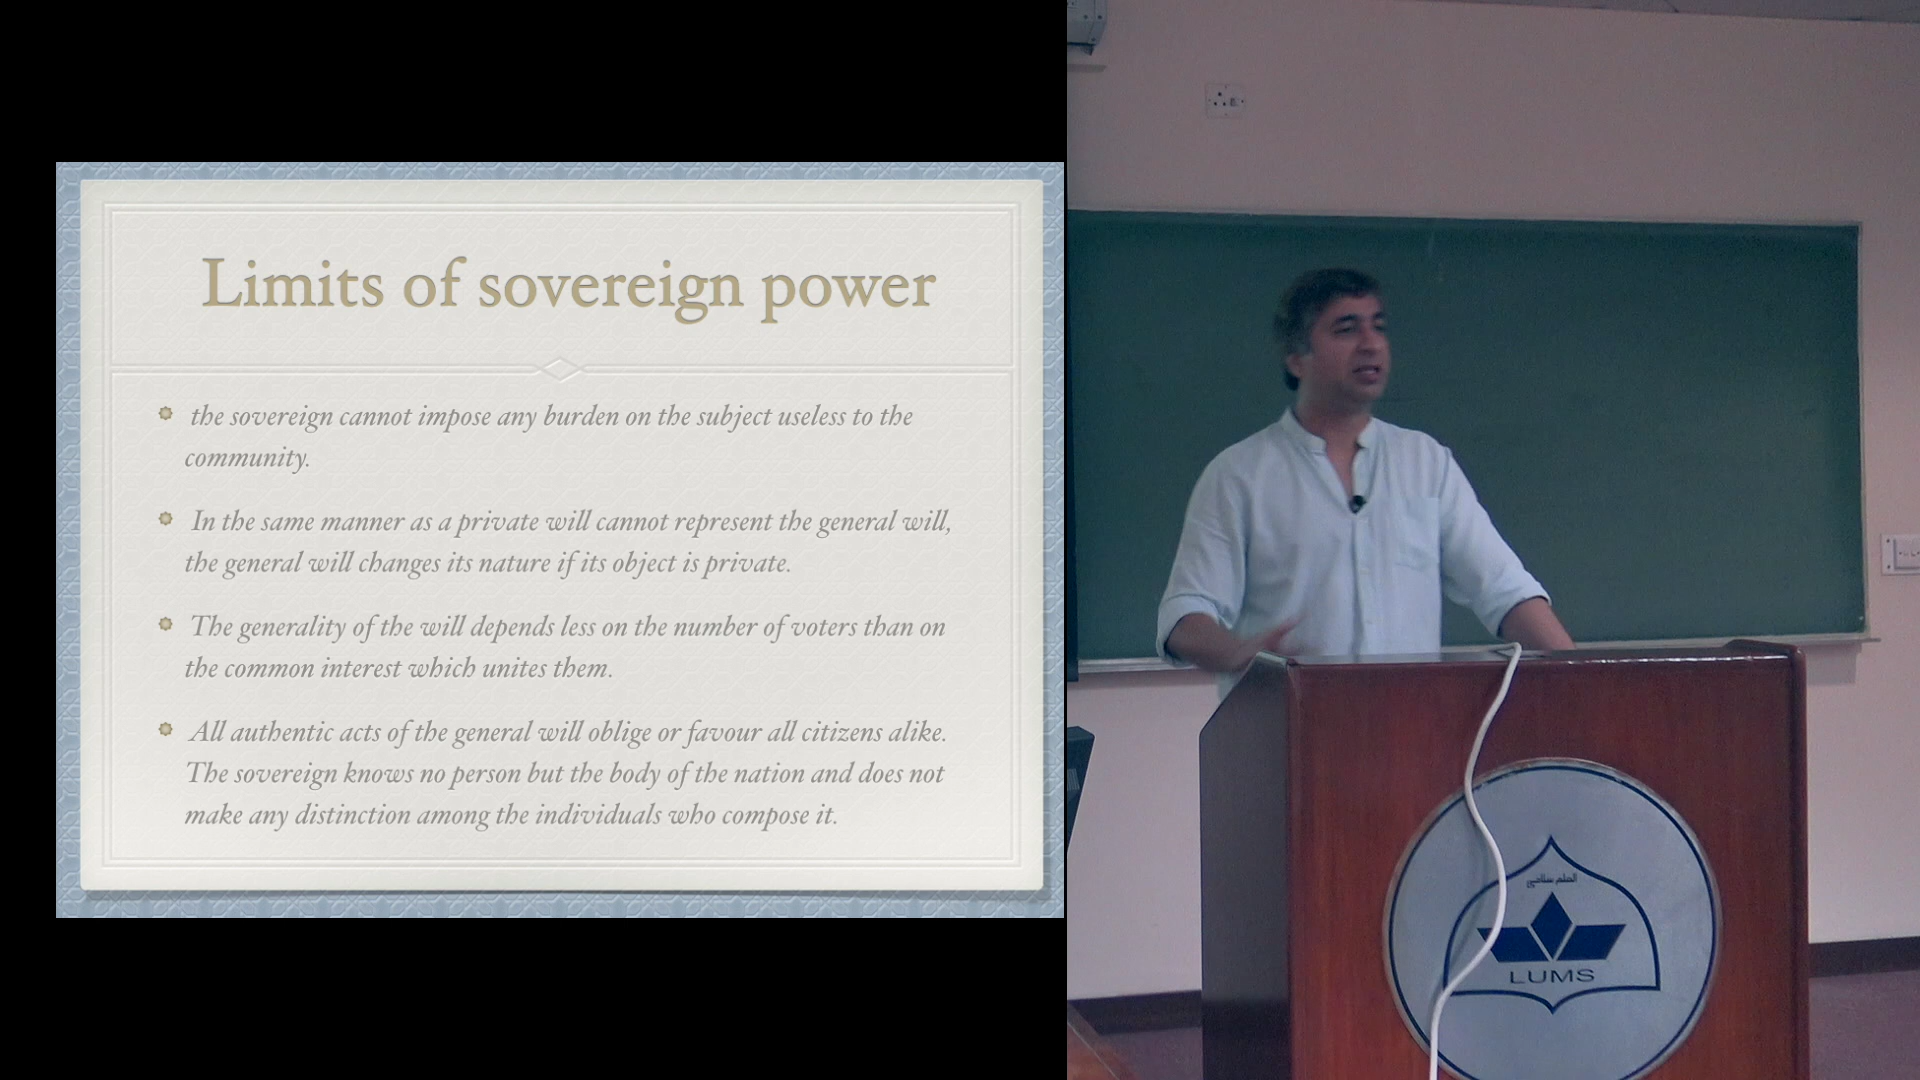 Limits of sovereign power
the sovereign cannot impose any burden on the subject useless to the
community.
In the same manner as a private will cannot represent the general will,
the general will changes its nature if its object is private.
The generality of the will depends less on the number of voters than on
the common interest which unites them.
All authentic acts of the general will oblige or favour all citizens alike.
The sovereign knows no person but the body of the nation and does not
make any distinction among the individuals who compose it.
LUMS